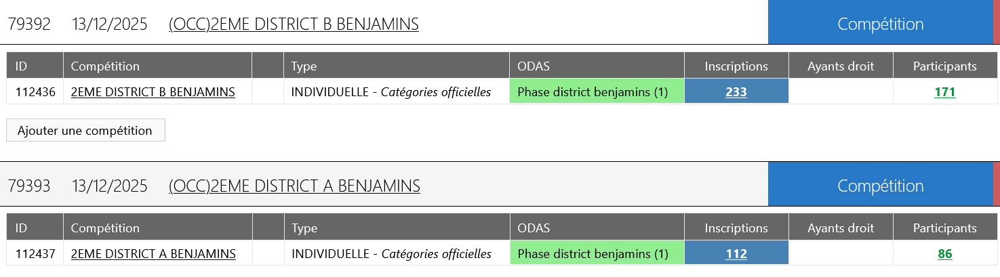 79392 13/12/2025 (OCC)2EME DISTRICT B BENJAMINS Compétition
ID Compétition Type ODAS Inscriptions Ayants droit Participants
112436 2EME DISTRICT B BENJAMINS INDIVIDUELLE - Catégories officielles Phase district benjamins (1) 233 171
Ajouter une compétition
79393 13/12/2025 (OCC)2EME DISTRICT A BENJAMINS Compétition
ID Compétition Type ODAS Inscriptions Ayants droit Participants
112437 2EME DISTRICT A BENJAMINS INDIVIDUELLE - Catégories officielles Phase district benjamins (1) 112 86